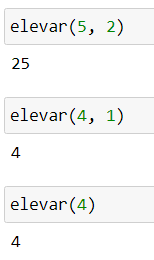 elevar(5, 2)
25
elevar(4, 1)
4
elevar(4)
4